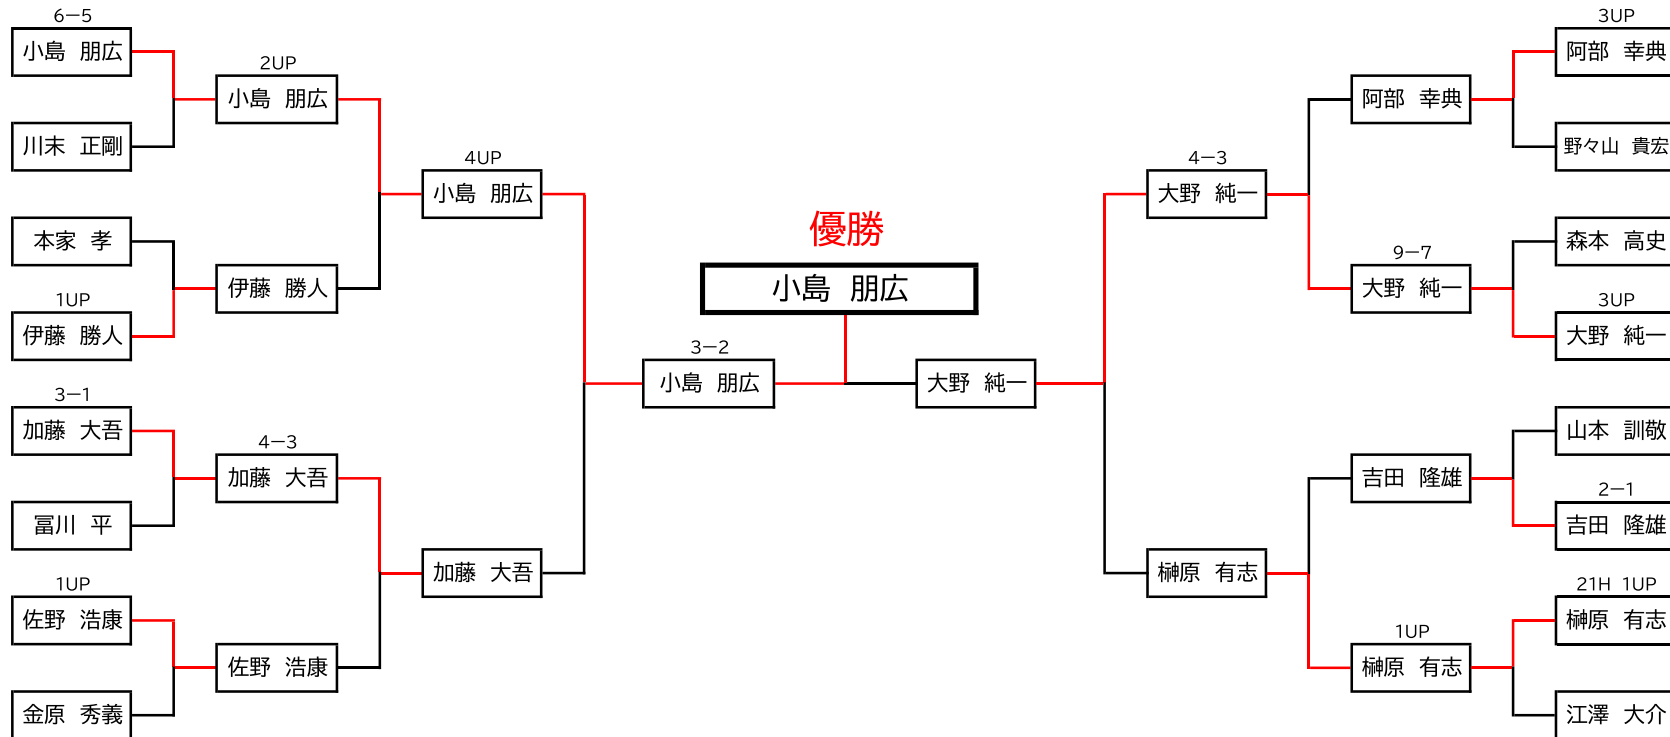 6－5
小島 朋広
川末 正剛
本家 孝
1UP
伊藤 勝人
3－1
加藤 大吾
冨川 平
1UP
佐野 浩康
金原 秀義
2UP
小島 朋広
伊藤 勝人
4－3
加藤 大吾
佐野 浩康
4UP
小島 朋広
加藤 大吾
3－2
小島 朋広
優勝
小島 朋広
大野 純一
4－3
大野 純一
榊原 有志
阿部 幸典
9－7
大野 純一
吉田 隆雄
1UP
榊原 有志
3UP
阿部 幸典
野々山 貴宏
森本 高史
3UP
大野 純一
山本 訓敬
2－1
吉田 隆雄
21H 1UP
榊原 有志
江澤 大介